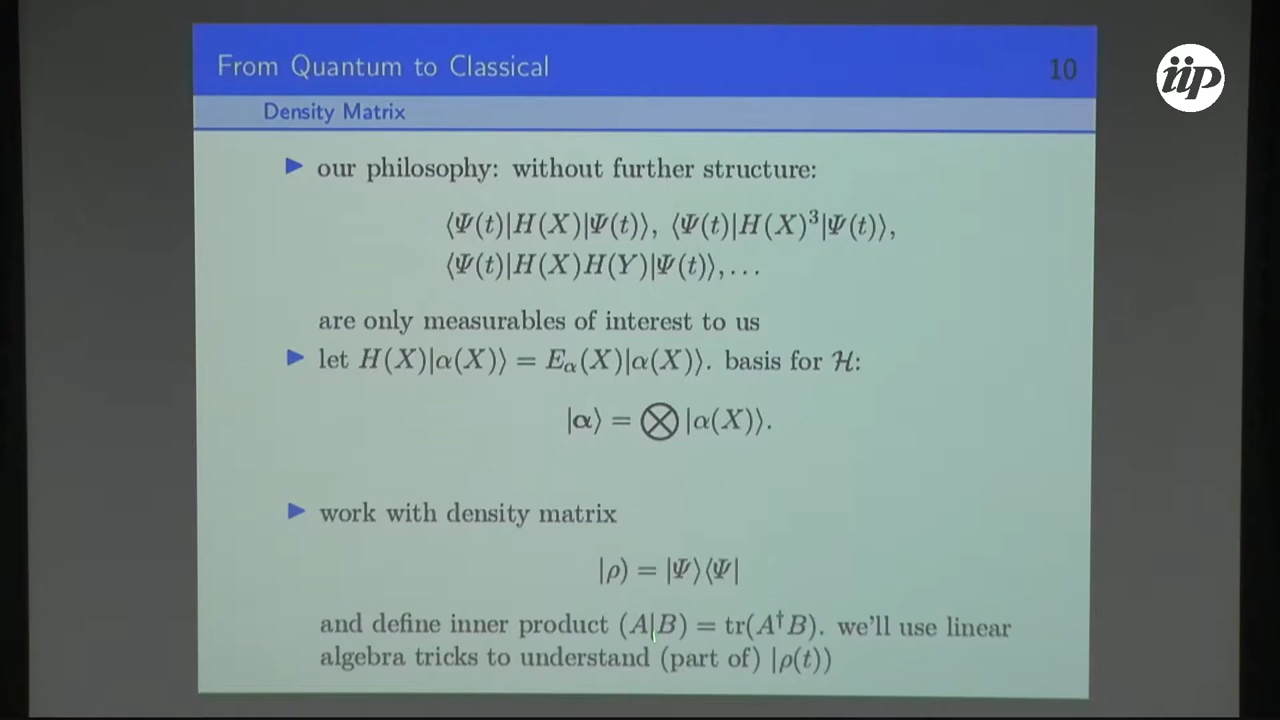 From Quantum to Classical 10
iip
Density Matrix
▶ our philosophy: without further structure:
⟨Ψ(t)|H(X)|Ψ(t)⟩, ⟨Ψ(t)|H(X)³|Ψ(t)⟩,
⟨Ψ(t)|H(X)H(Y)|Ψ(t)⟩,...
are only measurables of interest to us
▶ let H(X)|α(X)⟩ = E_α(X)|α(X)⟩. basis for ℋ:
|α⟩ = ⨂|α(X)⟩.
▶ work with density matrix
|ρ) = |Ψ⟩⟨Ψ|
and define inner product (A|B) = tr(A†B). we'll use linear
algebra tricks to understand (part of) |ρ(t))